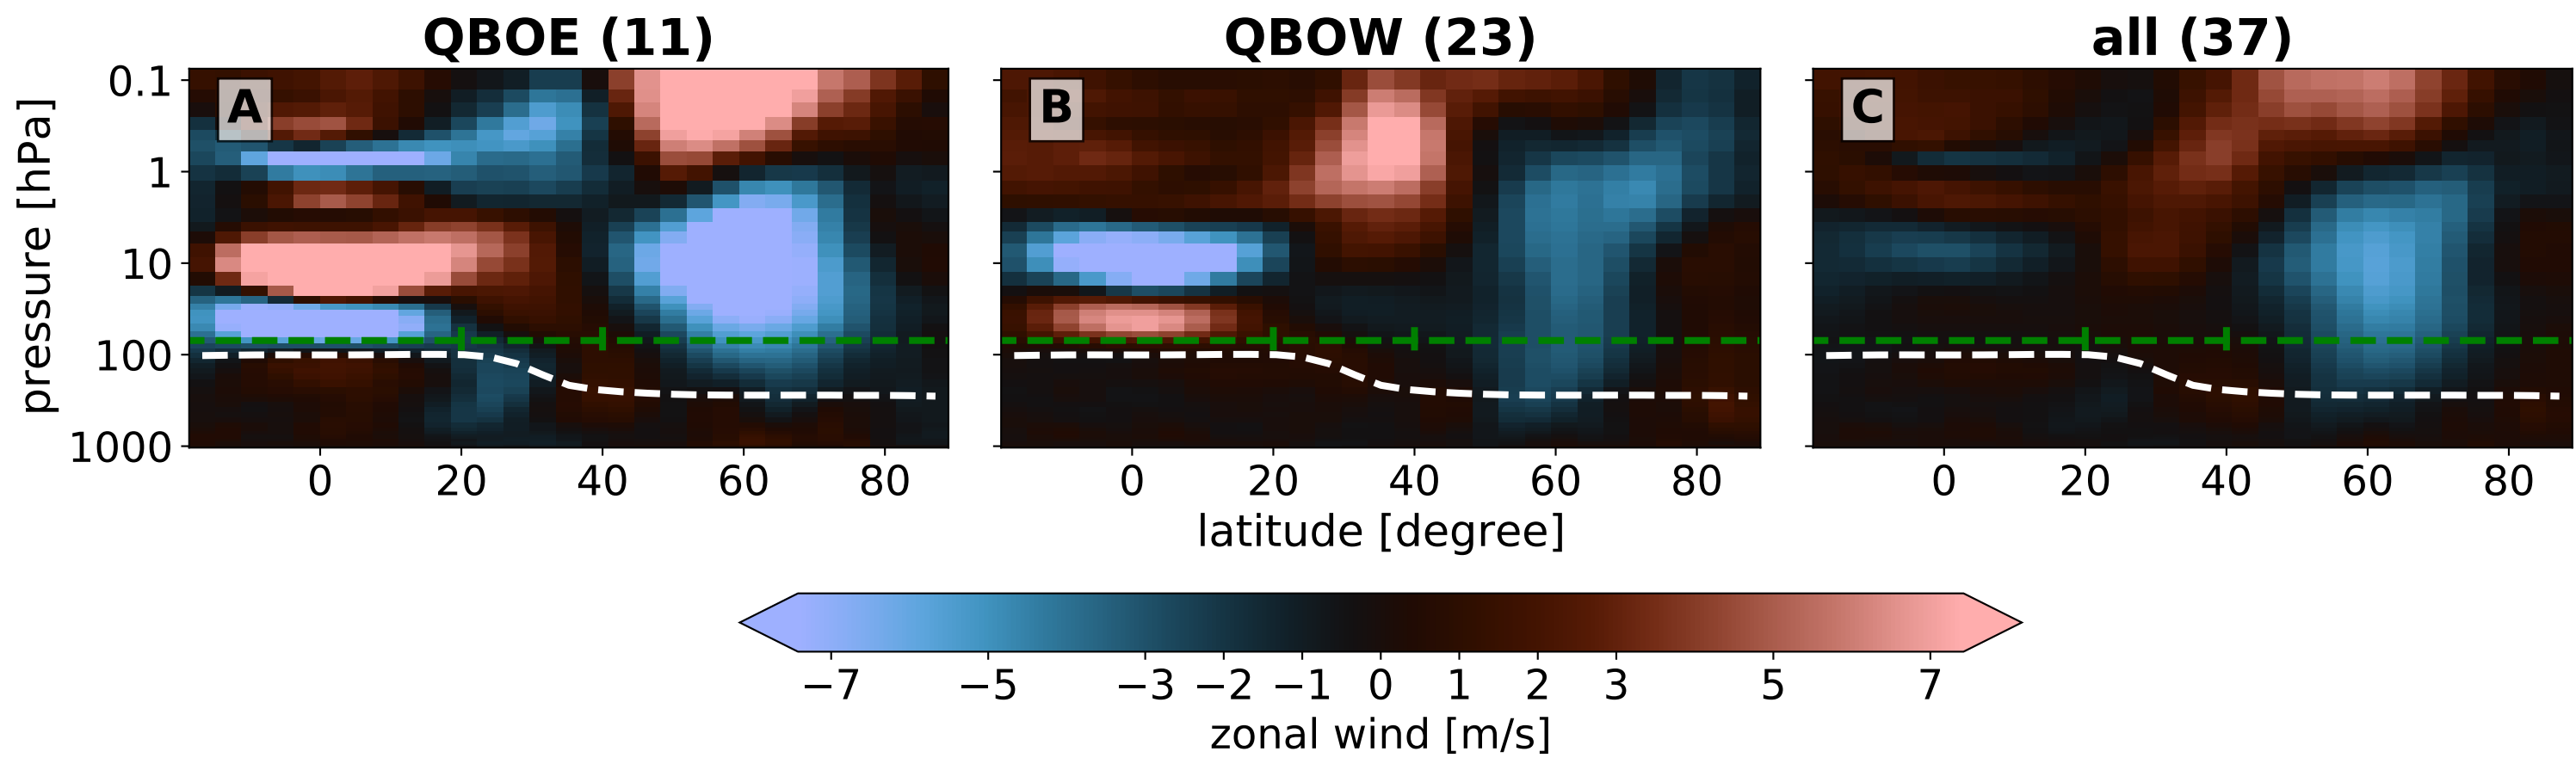 QBOE (11) QBOW (23) all (37)
A B C
pressure [hPa]
0.1
1
10
100
1000
0 20 40 60 80 0 20 40 60 80 0 20 40 60 80
latitude [degree]
−7 −5 −3 −2 −1 0 1 2 3 5 7
zonal wind [m/s]